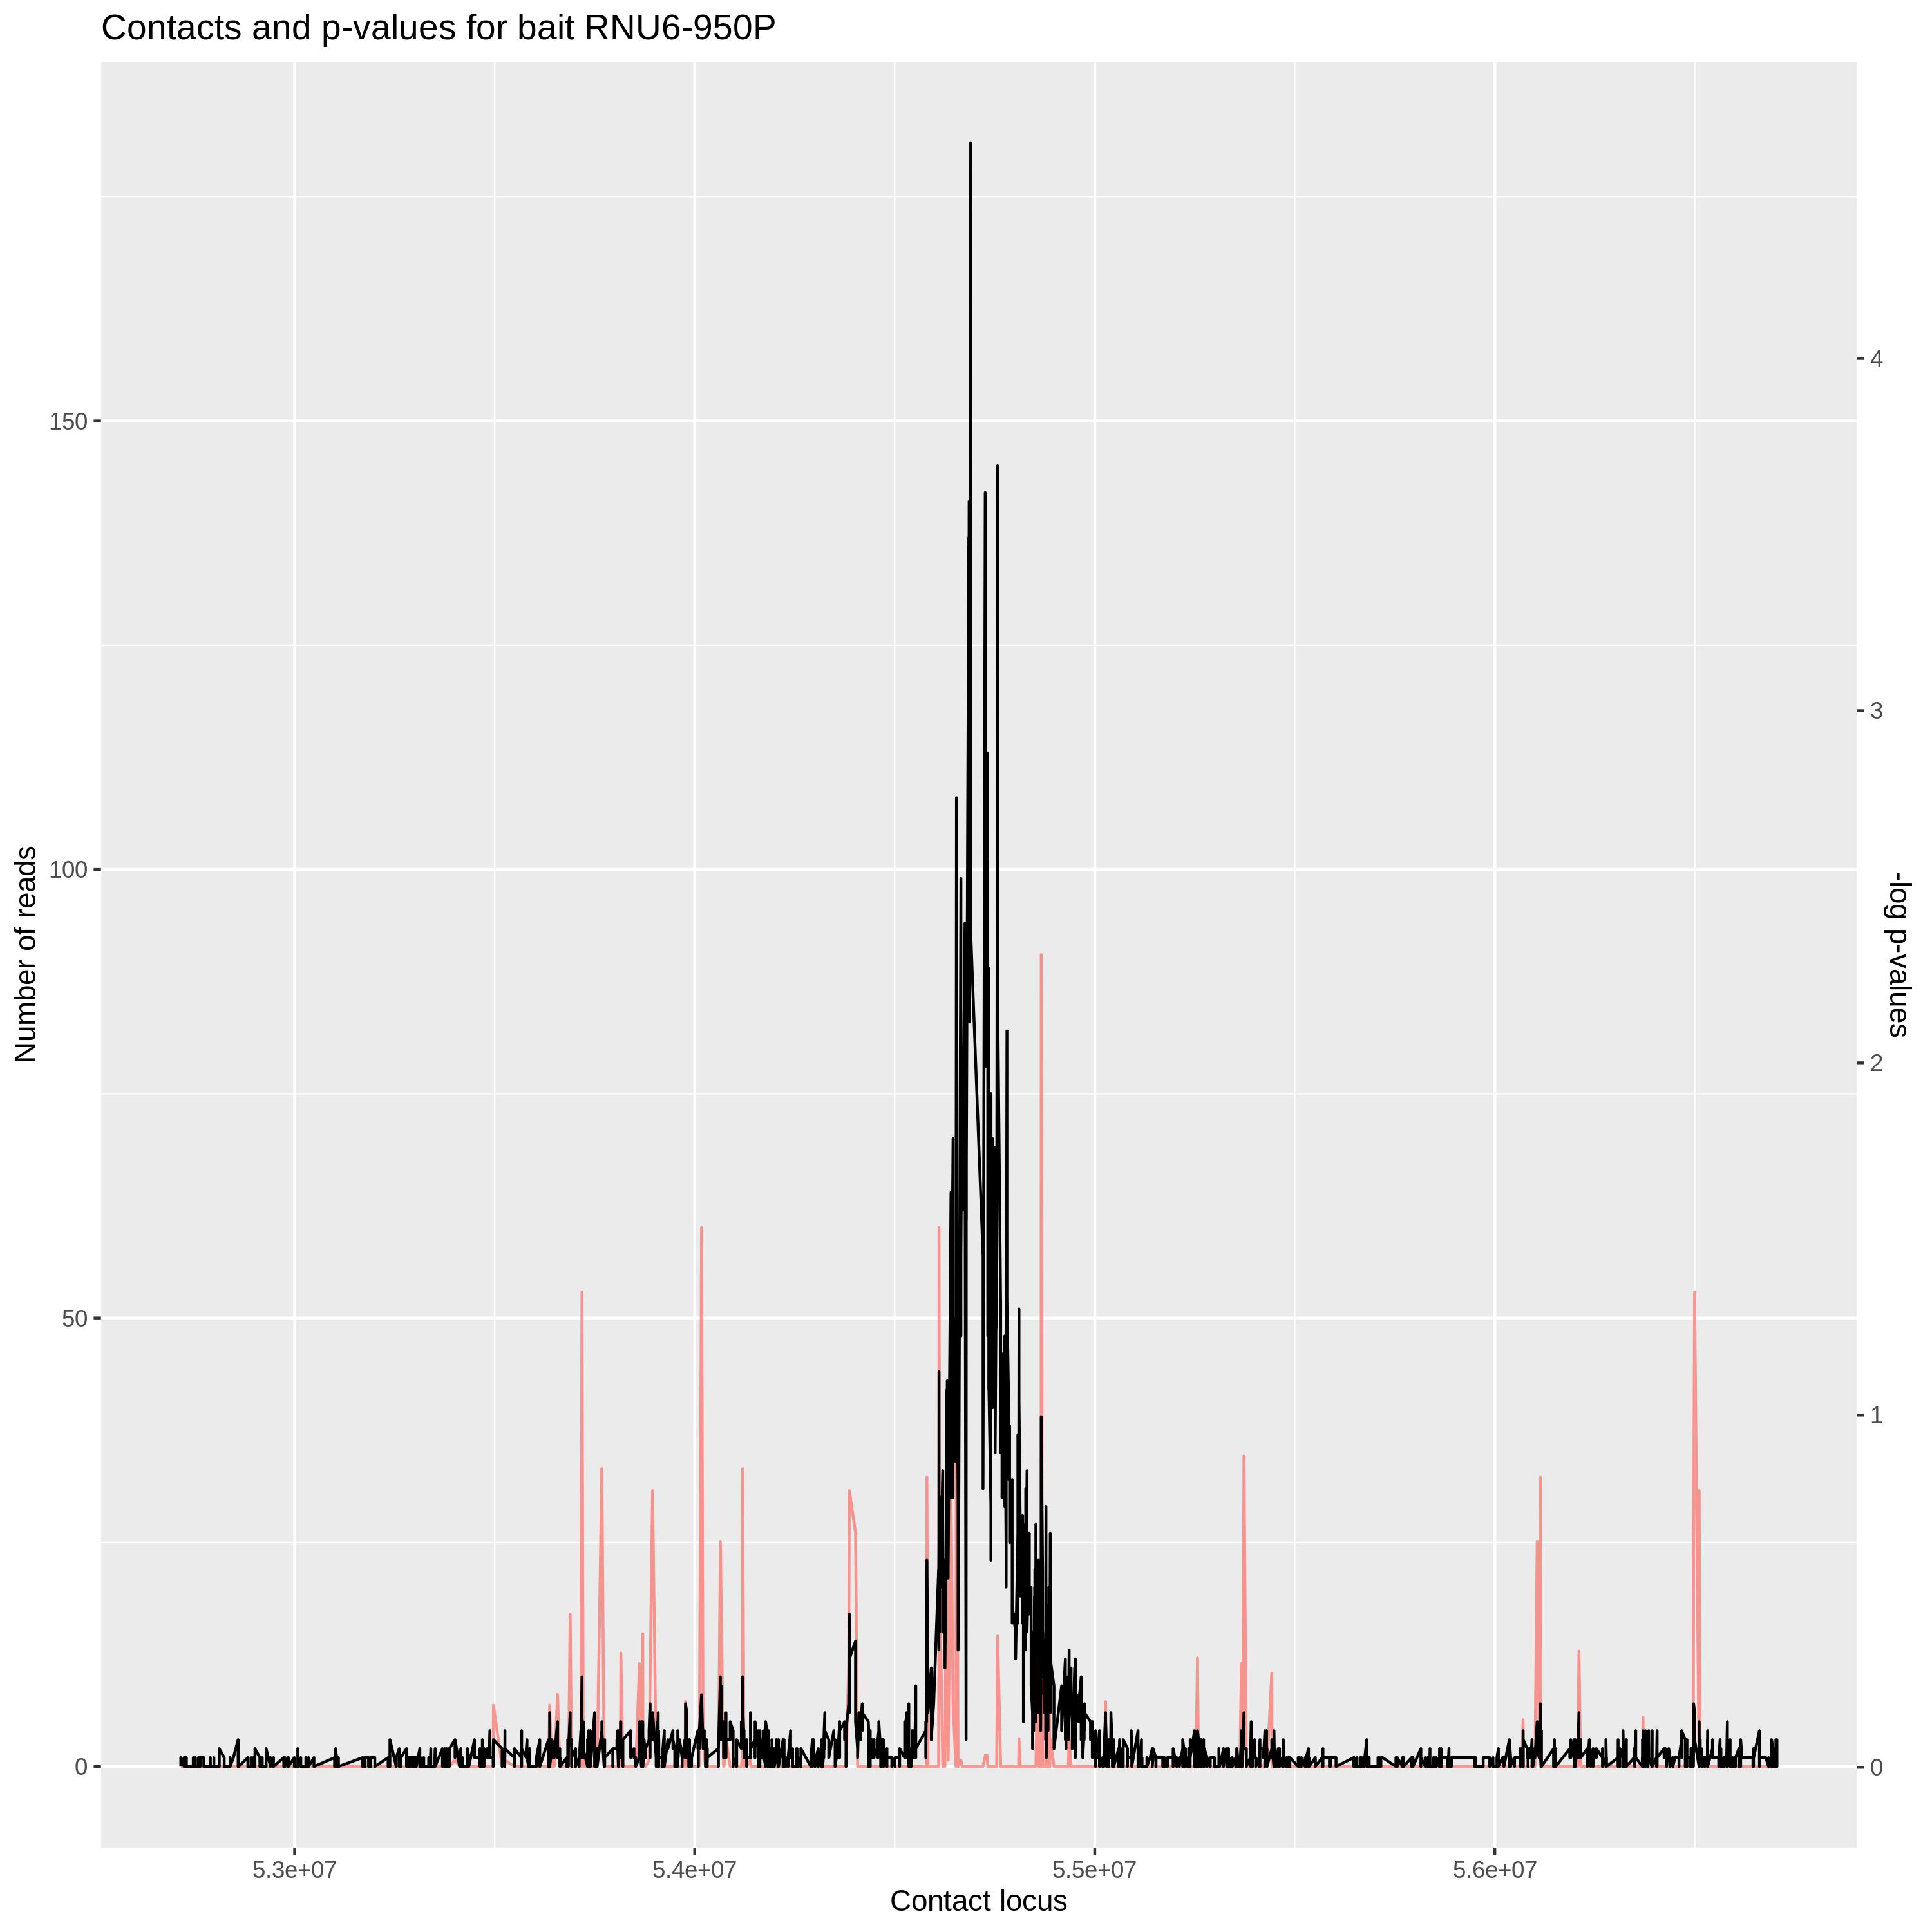 Contacts and p-values for bait RNU6-950P
150
100
50
0
4
3
2
1
0
Number of reads
-log p-values
5.3e+07
5.4e+07
5.5e+07
5.6e+07
Contact locus